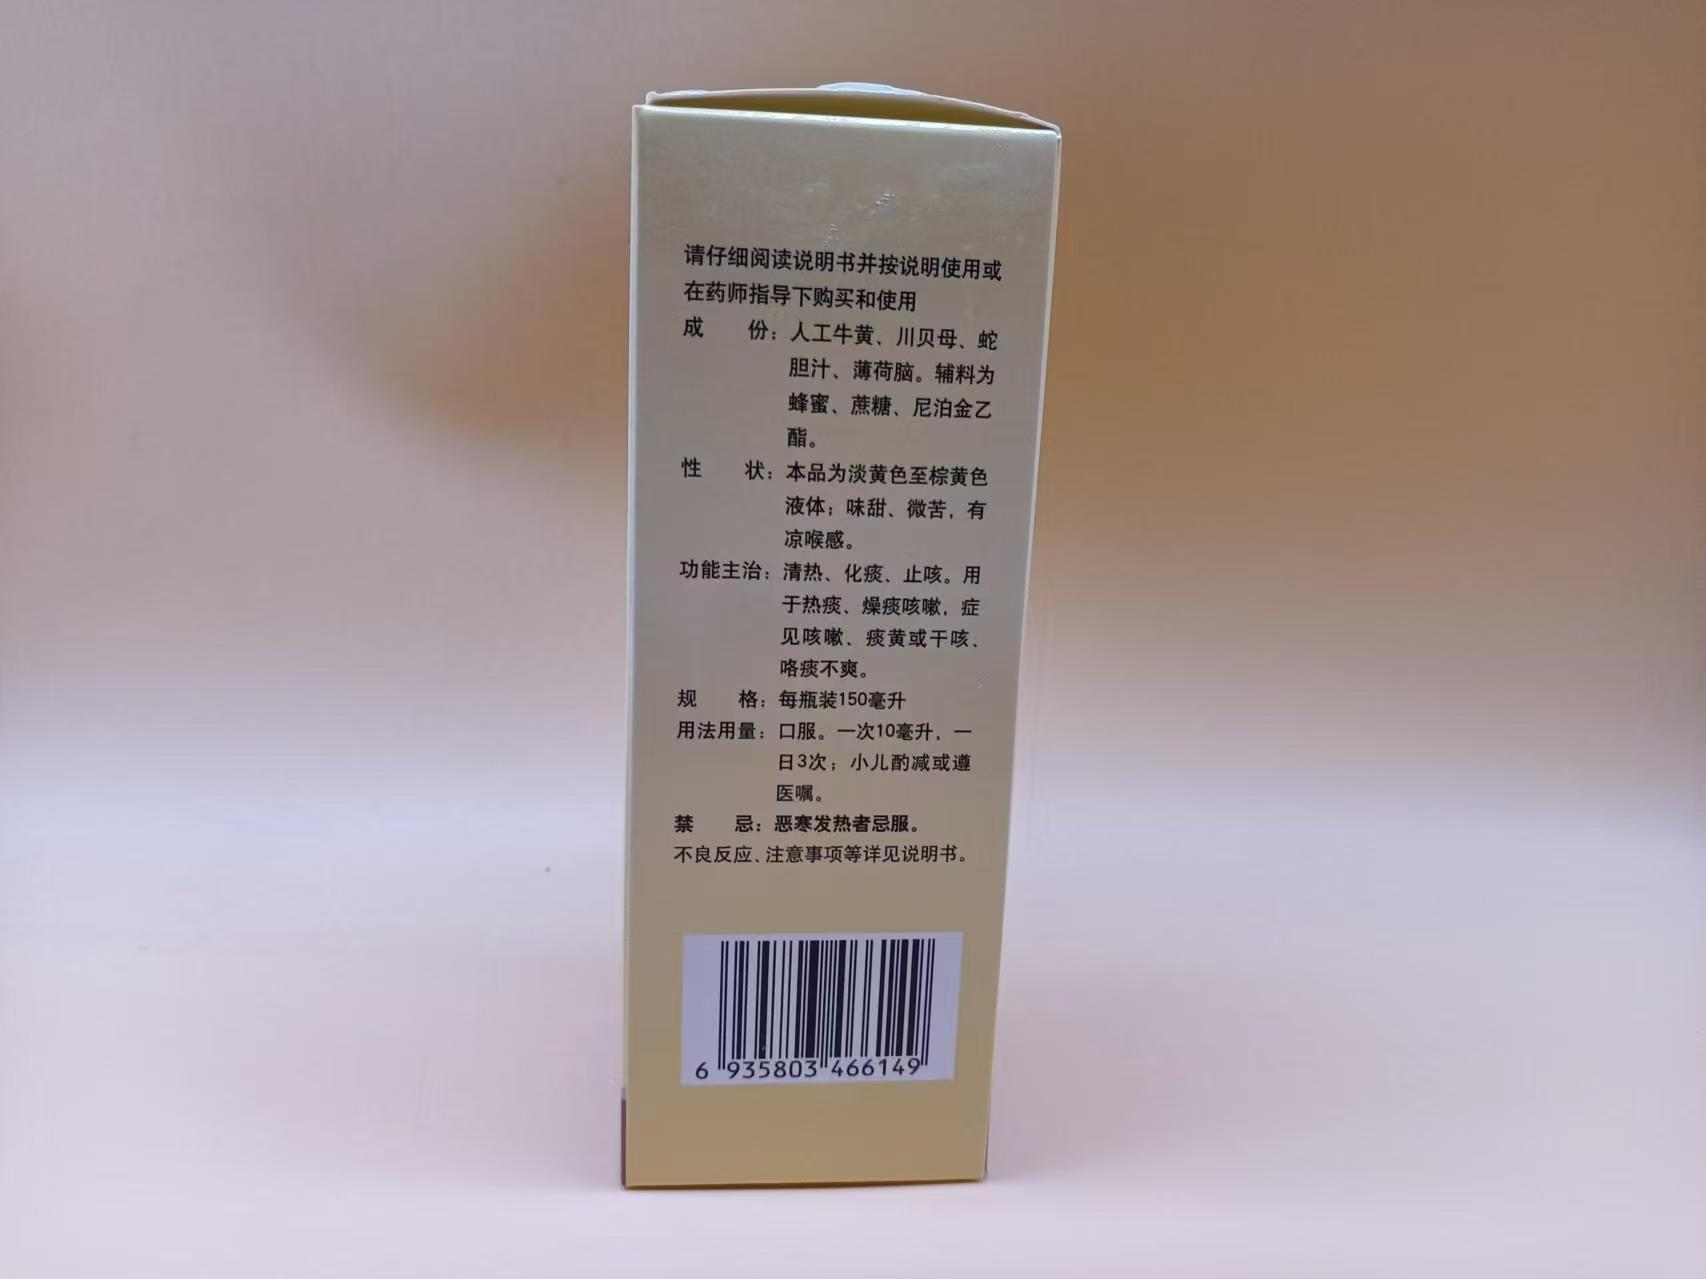 请仔细阅读说明书并按说明使用或
在药师指导下购买和使用
成 份：人工牛黄、川贝母、蛇
胆汁、薄荷脑。辅料为
蜂蜜、蔗糖、尼泊金乙
酯。
性 状：本品为淡黄色至棕黄色
液体；味甜、微苦，有
凉喉感。
功能主治：清热、化痰、止咳。用
于热痰、燥痰咳嗽，症
见咳嗽、痰黄或干咳、
咯痰不爽。
规 格：每瓶装150毫升
用法用量：口服。一次10毫升，一
日3次；小儿酌减或遵
医嘱。
禁 忌：恶寒发热者忌服。
不良反应、注意事项等详见说明书。
6 935803 466149